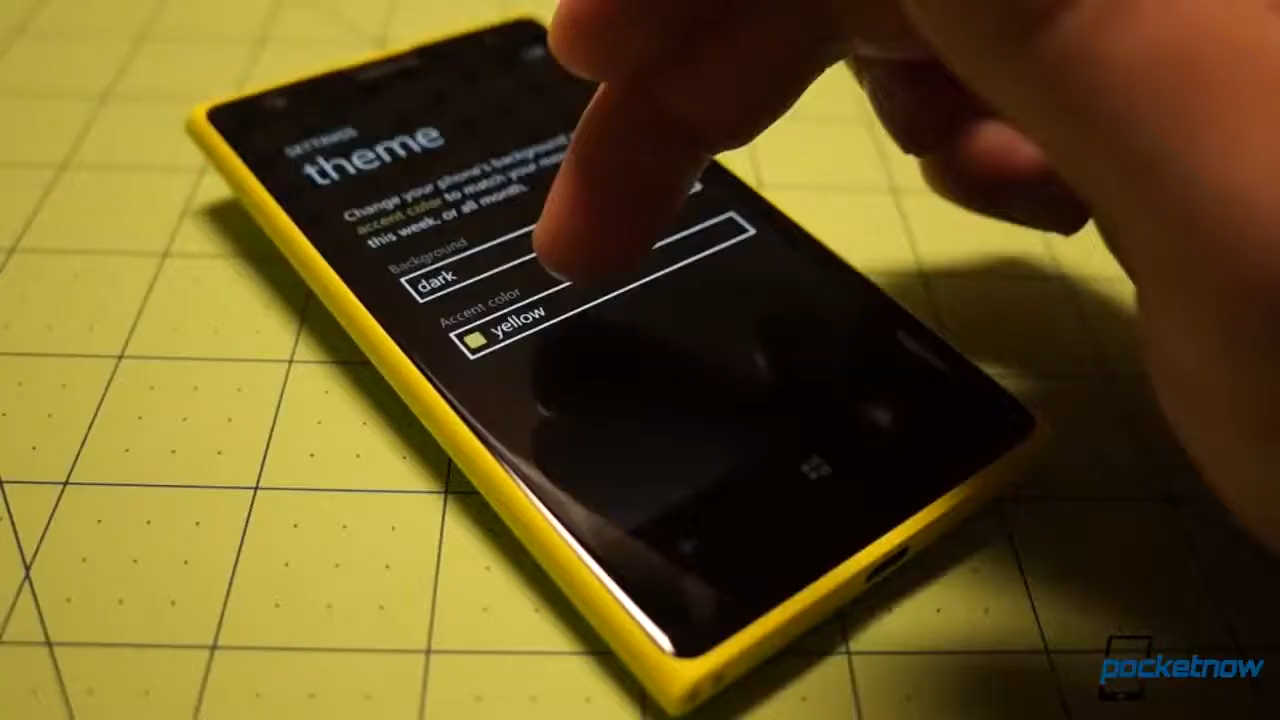 SETTINGS
theme
Change your phone's background
accent color to match your
this week, or all month.
Background
dark
Accent color
yellow
pocketnow